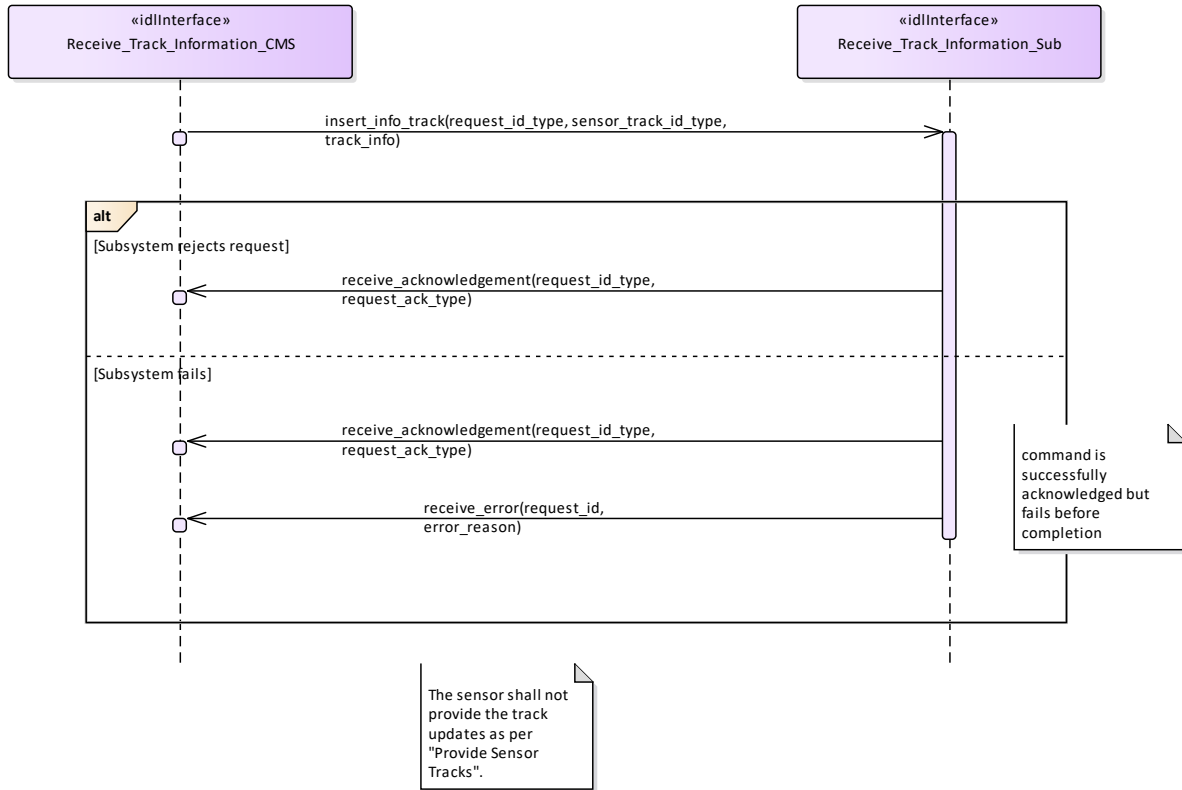 «idlInterface»
Receive_Track_Information_CMS
«idlInterface»
Receive_Track_Information_Sub
insert_info_track(request_id_type, sensor_track_id_type,
track_info)
alt
[Subsystem rejects request]
receive_acknowledgement(request_id_type,
request_ack_type)
[Subsystem fails]
receive_acknowledgement(request_id_type,
request_ack_type)
command is
successfully
acknowledged but
fails before
completion
receive_error(request_id,
error_reason)
The sensor shall not
provide the track
updates as per
"Provide Sensor
Tracks".